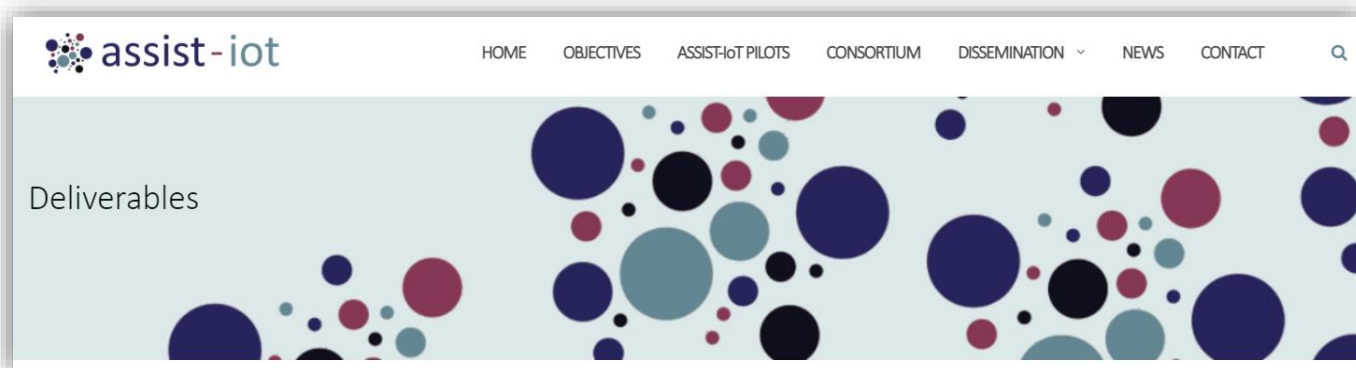 assist-iot HOME OBJECTIVES ASSIST-IoT PILOTS CONSORTIUM DISSEMINATION NEWS CONTACT
Deliverables